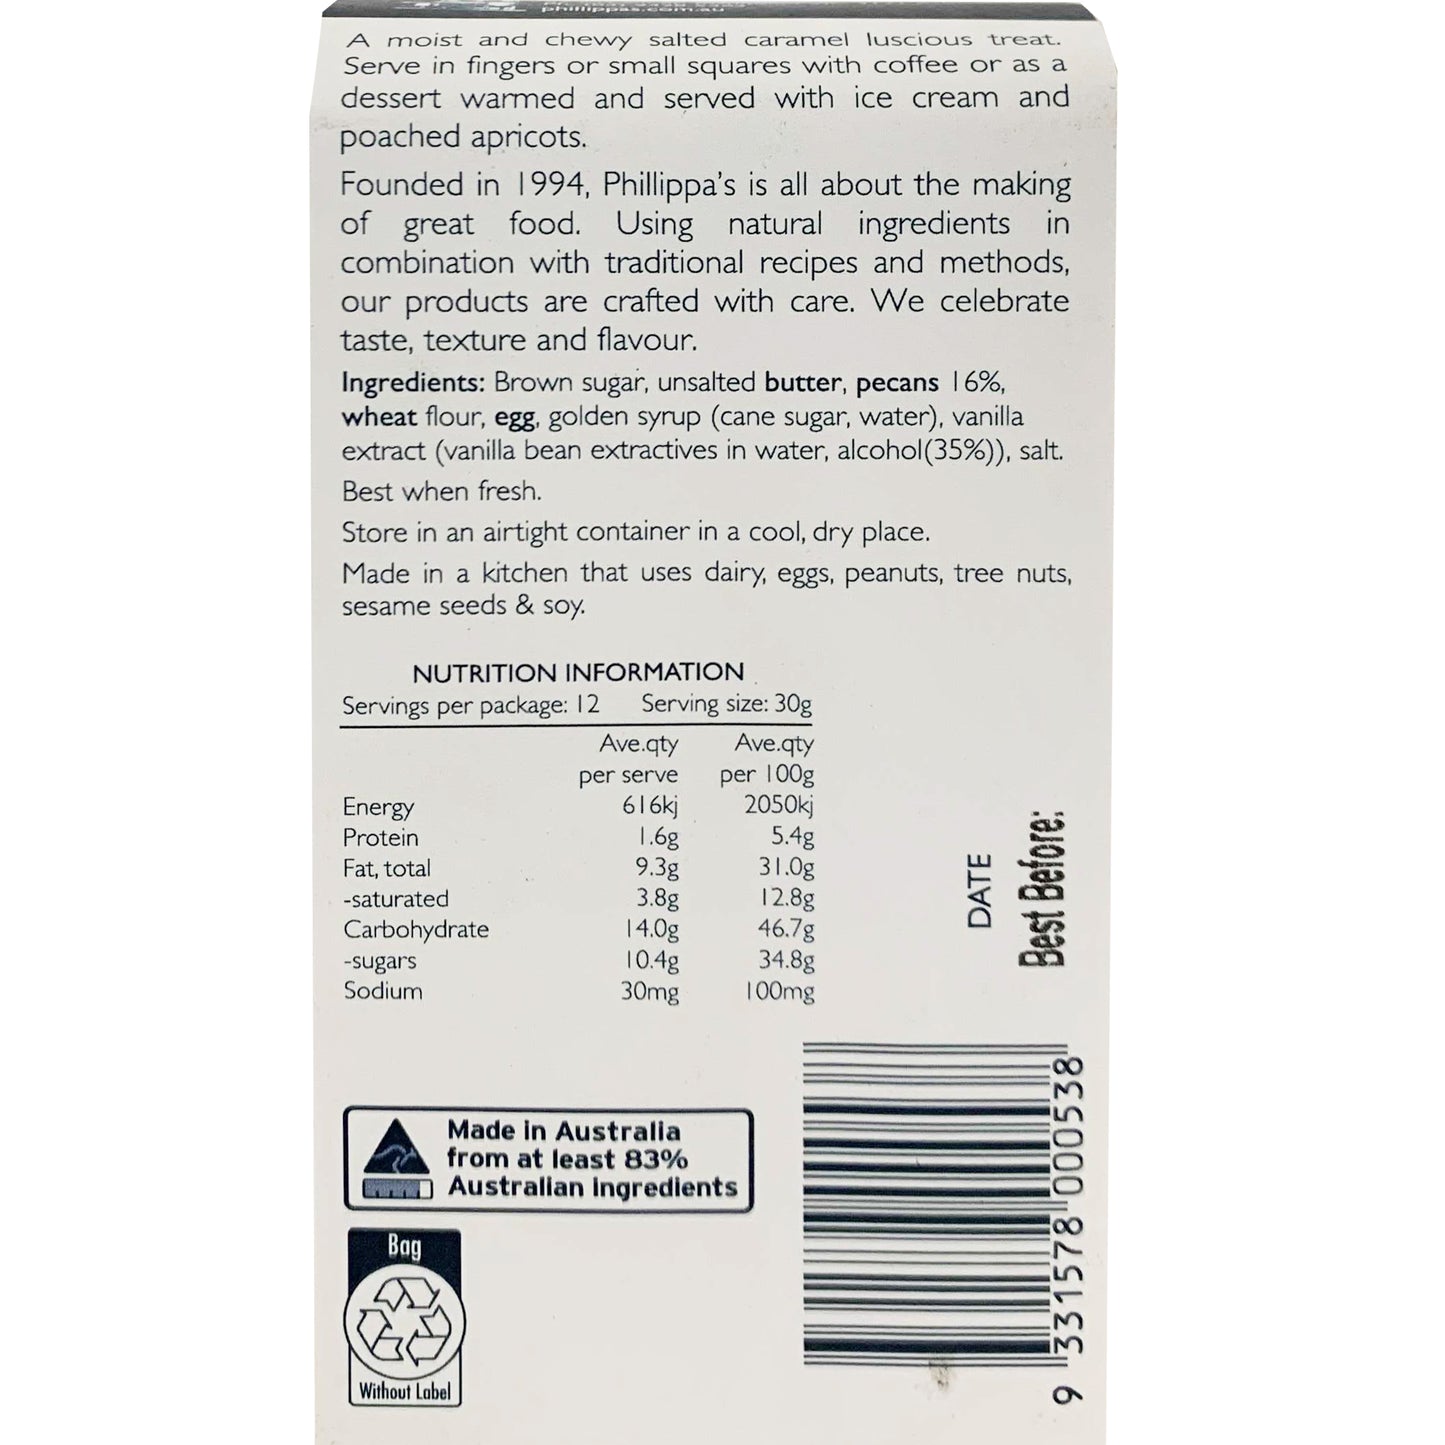 phillippas.com.au
A moist and chewy salted caramel luscious treat.
Serve in fingers or small squares with coffee or as a
dessert warmed and served with ice cream and
poached apricots.
Founded in 1994, Phillippa's is all about the making
of great food. Using natural ingredients in
combination with traditional recipes and methods,
our products are crafted with care. We celebrate
taste, texture and flavour.
Ingredients: Brown sugar, unsalted butter, pecans 16%,
wheat flour, egg, golden syrup (cane sugar, water), vanilla
extract (vanilla bean extractives in water, alcohol(35%)), salt.
Best when fresh.
Store in an airtight container in a cool, dry place.
Made in a kitchen that uses dairy, eggs, peanuts, tree nuts,
sesame seeds & soy.
NUTRITION INFORMATION
Servings per package: 12 Serving size: 30g
Ave.qty Ave.qty
per serve per 100g
Energy 616kj 2050kj
Protein 1.6g 5.4g
Fat, total 9.3g 31.0g
-saturated 3.8g 12.8g
Carbohydrate 14.0g 46.7g
-sugars 10.4g 34.8g
Sodium 30mg 100mg
DATE
Best Before:
Made in Australia
from at least 83%
Australian ingredients
Bag
Without Label
9 331578 000538